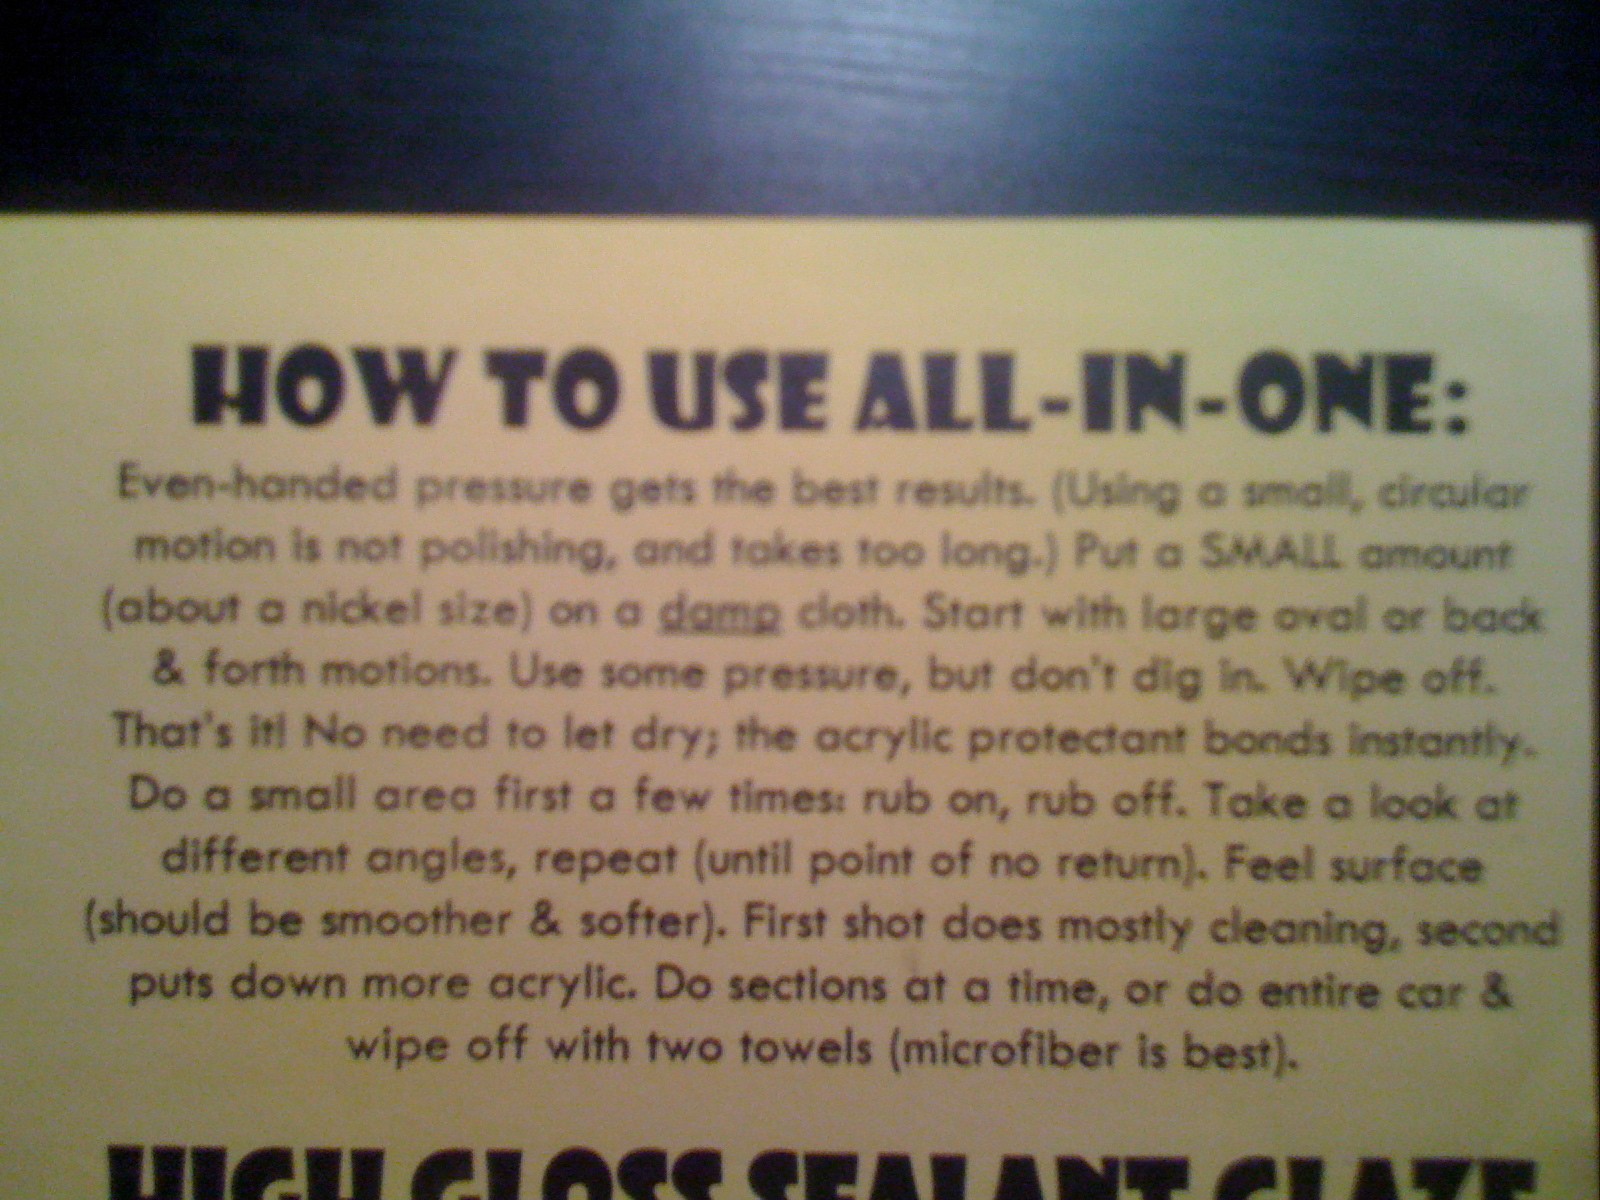 HOW TO USE ALL-IN-ONE:
Even-handed pressure gets the best results. (Using a small, circular
motion is not polishing, and takes too long.) Put a SMALL amount
(about a nickel size) on a damp cloth. Start with large oval or back
& forth motions. Use some pressure, but don't dig in. Wipe off.
That's it! No need to let dry; the acrylic protectant bonds instantly.
Do a small area first a few times: rub on, rub off. Take a look at
different angles, repeat (until point of no return). Feel surface
(should be smoother & softer). First shot does mostly cleaning, second
puts down more acrylic. Do sections at a time, or do entire car &
wipe off with two towels (microfiber is best).
HIGH GLOSS SEALANT GLAZE